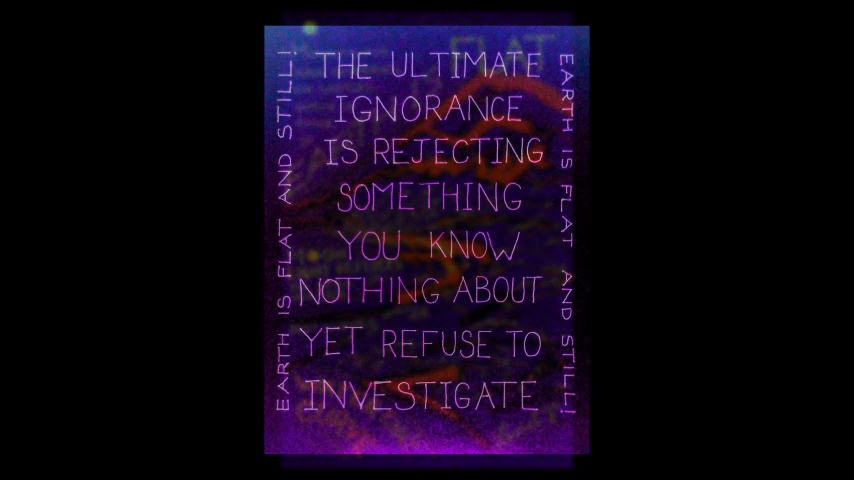 THE ULTIMATE
IGNORANCE
IS REJECTING
SOMETHING
YOU KNOW
NOTHING ABOUT
YET REFUSE TO
INVESTIGATE
EARTH IS FLAT AND STILL!
EARTH IS FLAT AND STILL!
FLAT